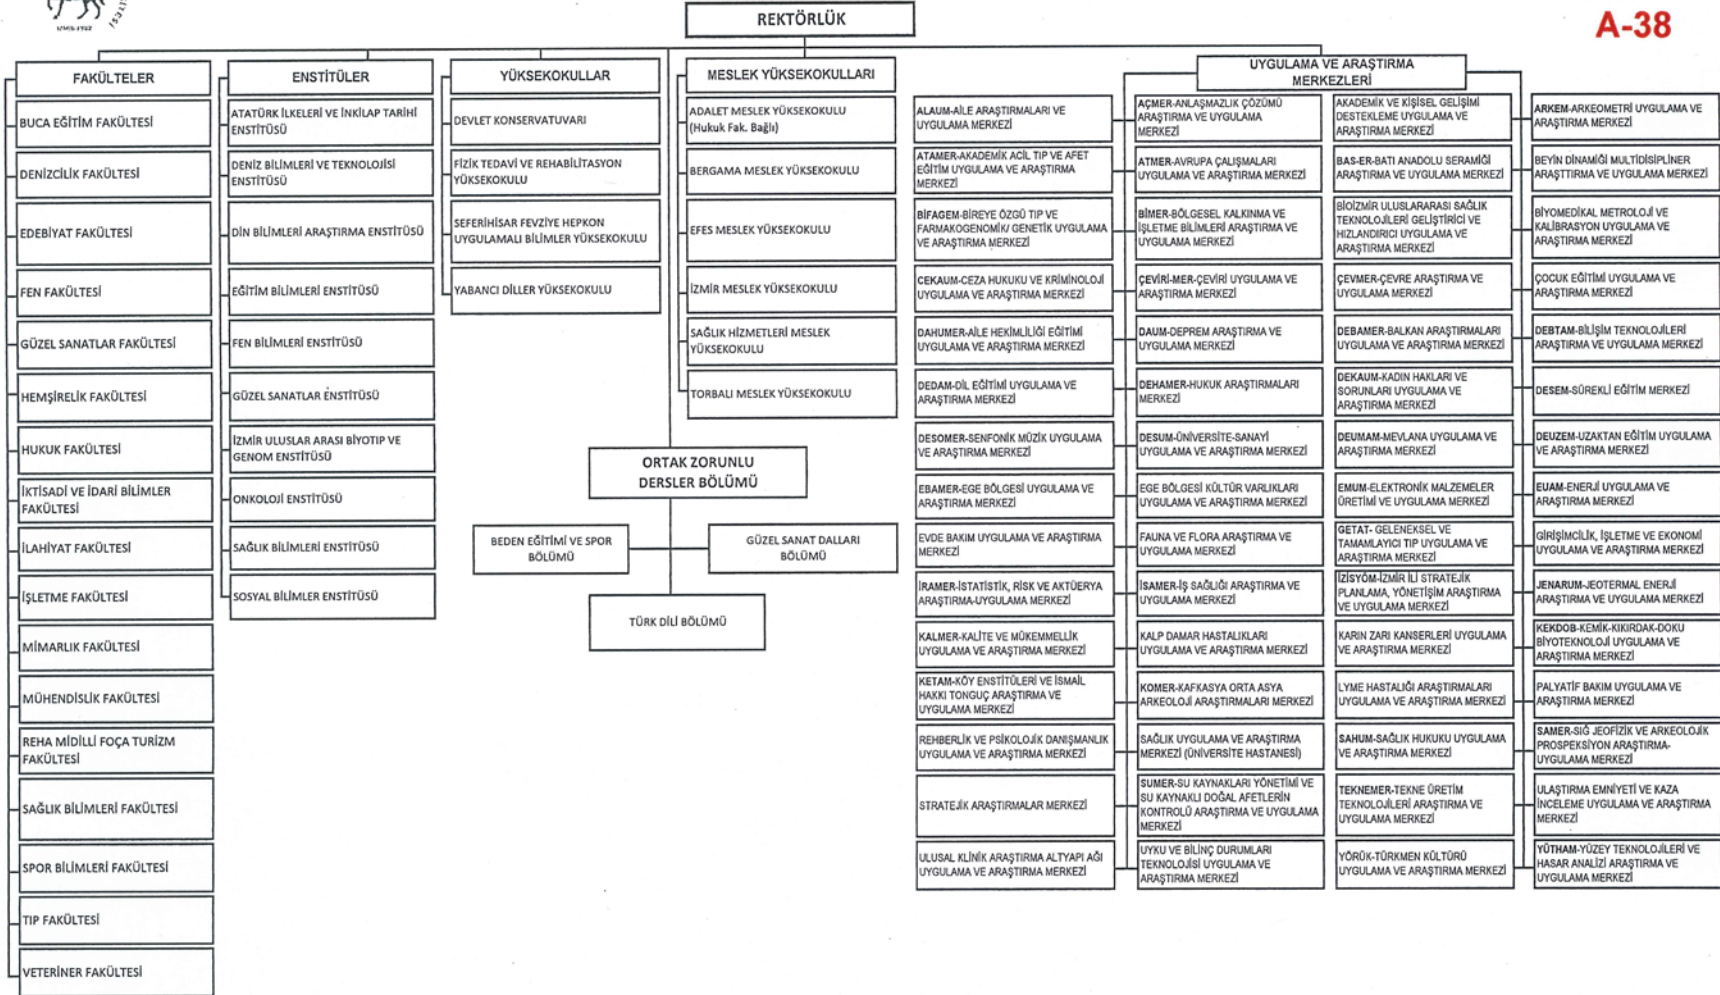 REKTÖRLÜK
A-38
İZMİR-1982
FAKÜLTELER
BUCA EĞİTİM FAKÜLTESİ
DENİZCİLİK FAKÜLTESİ
EDEBİYAT FAKÜLTESİ
FEN FAKÜLTESİ
GÜZEL SANATLAR FAKÜLTESİ
HEMŞİRELİK FAKÜLTESİ
HUKUK FAKÜLTESİ
İKTİSADİ VE İDARİ BİLİMLER
FAKÜLTESİ
İLAHİYAT FAKÜLTESİ
İŞLETME FAKÜLTESİ
MİMARLIK FAKÜLTESİ
MÜHENDİSLİK FAKÜLTESİ
REHA MİDİLLİ FOÇA TURİZM
FAKÜLTESİ
SAĞLIK BİLİMLERİ FAKÜLTESİ
SPOR BİLİMLERİ FAKÜLTESİ
TIP FAKÜLTESİ
VETERİNER FAKÜLTESİ
ENSTİTÜLER
ATATÜRK İLKELERİ VE İNKİLAP TARİHİ
ENSTİTÜSÜ
DENİZ BİLİMLERİ VE TEKNOLOJİSİ
ENSTİTÜSÜ
DİN BİLİMLERİ ARAŞTIRMA ENSTİTÜSÜ
EĞİTİM BİLİMLERİ ENSTİTÜSÜ
FEN BİLİMLERİ ENSTİTÜSÜ
GÜZEL SANATLAR ENSTİTÜSÜ
İZMİR ULUSLAR ARASI BİYOTIP VE
GENOM ENSTİTÜSÜ
ONKOLOJİ ENSTİTÜSÜ
SAĞLIK BİLİMLERİ ENSTİTÜSÜ
SOSYAL BİLİMLER ENSTİTÜSÜ
YÜKSEKOKULLAR
DEVLET KONSERVATUVARI
FİZİK TEDAVİ VE REHABİLİTASYON
YÜKSEKOKULU
SEFERİHİSAR FEVZİYE HEPKON
UYGULAMALI BİLİMLER YÜKSEKOKULU
YABANCI DİLLER YÜKSEKOKULU
MESLEK YÜKSEKOKULLARI
ADALET MESLEK YÜKSEKOKULU
(Hukuk Fak. Bağlı)
BERGAMA MESLEK YÜKSEKOKULU
EFES MESLEK YÜKSEKOKULU
İZMİR MESLEK YÜKSEKOKULU
SAĞLIK HİZMETLERİ MESLEK
YÜKSEKOKULU
TORBALI MESLEK YÜKSEKOKULU
ORTAK ZORUNLU
DERSLER BÖLÜMÜ
BEDEN EĞİTİMİ VE SPOR
BÖLÜMÜ
GÜZEL SANAT DALLARI
BÖLÜMÜ
TÜRK DİLİ BÖLÜMÜ
UYGULAMA VE ARAŞTIRMA
MERKEZLERİ
ALAUM-AİLE ARAŞTIRMALARI VE
UYGULAMA MERKEZİ
AÇMER-ANLAŞMAZLIK ÇÖZÜMÜ
ARAŞTIRMA VE UYGULAMA
MERKEZİ
AKADEMİK VE KİŞİSEL GELİŞİMİ
DESTEKLEME UYGULAMA VE
ARAŞTIRMA MERKEZİ
ARKEM-ARKEOMETRİ UYGULAMA VE
ARAŞTIRMA MERKEZİ
ATAMER-AKADEMİK ACİL TIP VE AFET
EĞİTİM UYGULAMA VE ARAŞTIRMA
MERKEZİ
ATMER-AVRUPA ÇALIŞMALARI
UYGULAMA VE ARAŞTIRMA MERKEZİ
BAS-ER-BATI ANADOLU SERAMİĞİ
ARAŞTIRMA VE UYGULAMA MERKEZİ
BEYİN DİNAMİĞİ MULTİDİSİPLİNER
ARAŞTTIRMA VE UYGULAMA MERKEZİ
BİFAGEM-BİREYE ÖZGÜ TIP VE
FARMAKOGENOMİK/ GENETİK UYGULAMA
VE ARAŞTIRMA MERKEZİ
BİMER-BÖLGESEL KALKINMA VE
İŞLETME BİLİMLERİ ARAŞTIRMA VE
UYGULAMA MERKEZİ
BİOİZMİR ULUSLARARASI SAĞLIK
TEKNOLOJİLERİ GELİŞTİRİCİ VE
HIZLANDIRICI UYGULAMA VE
ARAŞTIRMA MERKEZİ
BİYOMEDİKAL METROLOJİ VE
KALİBRASYON UYGULAMA VE
ARAŞTIRMA MERKEZİ
CEKAUM-CEZA HUKUKU VE KRİMİNOLOJİ
UYGULAMA VE ARAŞTIRMA MERKEZİ
ÇEVİRİ-MER-ÇEVİRİ UYGULAMA VE
ARAŞTIRMA MERKEZİ
ÇEVMER-ÇEVRE ARAŞTIRMA VE
UYGULAMA MERKEZİ
ÇOCUK EĞİTİMİ UYGULAMA VE
ARAŞTIRMA MERKEZİ
DAHUMER-AİLE HEKİMLİLİĞİ EĞİTİMİ
UYGULAMA VE ARAŞTIRMA MERKEZİ
DAUM-DEPREM ARAŞTIRMA VE
UYGULAMA MERKEZİ
DEBAMER-BALKAN ARAŞTIRMALARI
UYGULAMA VE ARAŞTIRMA MERKEZİ
DEBTAM-BİLİŞİM TEKNOLOJİLERİ
ARAŞTIRMA VE UYGULAMA MERKEZİ
DEDAM-DİL EĞİTİMİ UYGULAMA VE
ARAŞTIRMA MERKEZİ
DEHAMER-HUKUK ARAŞTIRMALARI
MERKEZİ
DEKAUM-KADIN HAKLARI VE
SORUNLARI UYGULAMA VE
ARAŞTIRMA MERKEZİ
DESEM-SÜREKLİ EĞİTİM MERKEZİ
DESOMER-SENFONİK MÜZİK UYGULAMA
VE ARAŞTIRMA MERKEZİ
DESUM-ÜNİVERSİTE-SANAYİ
UYGULAMA VE ARAŞTIRMA MERKEZİ
DEUMAM-MEVLANA UYGULAMA VE
ARAŞTIRMA MERKEZİ
DEUZEM-UZAKTAN EĞİTİM UYGULAMA
VE ARAŞTIRMA MERKEZİ
EBAMER-EGE BÖLGESİ UYGULAMA VE
ARAŞTIRMA MERKEZİ
EGE BÖLGESİ KÜLTÜR VARLIKLARI
UYGULAMA VE ARAŞTIRMA MERKEZİ
EMUM-ELEKTRONİK MALZEMELER
ÜRETİMİ VE UYGULAMA MERKEZİ
EUAM-ENERJİ UYGULAMA VE
ARAŞTIRMA MERKEZİ
EVDE BAKIM UYGULAMA VE ARAŞTIRMA
MERKEZİ
FAUNA VE FLORA ARAŞTIRMA VE
UYGULAMA MERKEZİ
GETAT- GELENEKSEL VE
TAMAMLAYICI TIP UYGULAMA VE
ARAŞTIRMA MERKEZİ
GİRİŞİMCİLİK, İŞLETME VE EKONOMİ
UYGULAMA VE ARAŞTIRMA MERKEZİ
İRAMER-İSTATİSTİK, RİSK VE AKTÜERYA
ARAŞTIRMA-UYGULAMA MERKEZİ
İSAMER-İŞ SAĞLIĞI ARAŞTIRMA VE
UYGULAMA MERKEZİ
İZİSYÖM-İZMİR İLİ STRATEJİK
PLANLAMA, YÖNETİŞİM ARAŞTIRMA
VE UYGULAMA MERKEZİ
JENARUM-JEOTERMAL ENERJİ
ARAŞTIRMA VE UYGULAMA MERKEZİ
KALMER-KALİTE VE MÜKEMMELLİK
UYGULAMA VE ARAŞTIRMA MERKEZİ
KALP DAMAR HASTALIKLARI
UYGULAMA VE ARAŞTIRMA MERKEZİ
KARIN ZARI KANSERLERİ UYGULAMA
VE ARAŞTIRMA MERKEZİ
KEKDOB-KEMİK-KIKIRDAK-DOKU
BİYOTEKNOLOJİ UYGULAMA VE
ARAŞTIRMA MERKEZİ
KETAM-KÖY ENSTİTÜLERİ VE İSMAİL
HAKKI TONGUÇ ARAŞTIRMA VE
UYGULAMA MERKEZİ
KOMER-KAFKASYA ORTA ASYA
ARKEOLOJİ ARAŞTIRMALARI MERKEZİ
LYME HASTALIĞI ARAŞTIRMALARI
UYGULAMA VE ARAŞTIRMA MERKEZİ
PALYATİF BAKIM UYGULAMA VE
ARAŞTIRMA MERKEZİ
REHBERLİK VE PSİKOLOJİK DANIŞMANLIK
UYGULAMA VE ARAŞTIRMA MERKEZİ
SAĞLIK UYGULAMA VE ARAŞTIRMA
MERKEZİ (ÜNİVERSİTE HASTANESİ)
SAHUM-SAĞLIK HUKUKU UYGULAMA
VE ARAŞTIRMA MERKEZİ
SAMER-SIĞ JEOFİZİK VE ARKEOLOJİK
PROSPEKSİYON ARAŞTIRMA-
UYGULAMA MERKEZİ
STRATEJİK ARAŞTIRMALAR MERKEZİ
SUMER-SU KAYNAKLARI YÖNETİMİ VE
SU KAYNAKLI DOĞAL AFETLERİN
KONTROLÜ ARAŞTIRMA VE UYGULAMA
MERKEZİ
TEKNEMER-TEKNE ÜRETİM
TEKNOLOJİLERİ ARAŞTIRMA VE
UYGULAMA MERKEZİ
ULAŞTIRMA EMNİYETİ VE KAZA
İNCELEME UYGULAMA VE ARAŞTIRMA
MERKEZİ
ULUSAL KLİNİK ARAŞTIRMA ALTYAPI AĞI
UYGULAMA VE ARAŞTIRMA MERKEZİ
UYKU VE BİLİNÇ DURUMLARI
TEKNOLOJİSİ UYGULAMA VE
ARAŞTIRMA MERKEZİ
YÖRÜK-TÜRKMEN KÜLTÜRÜ
UYGULAMA VE ARAŞTIRMA MERKEZİ
YÜTHAM-YÜZEY TEKNOLOJİLERİ VE
HASAR ANALİZİ ARAŞTIRMA VE
UYGULAMA MERKEZİ